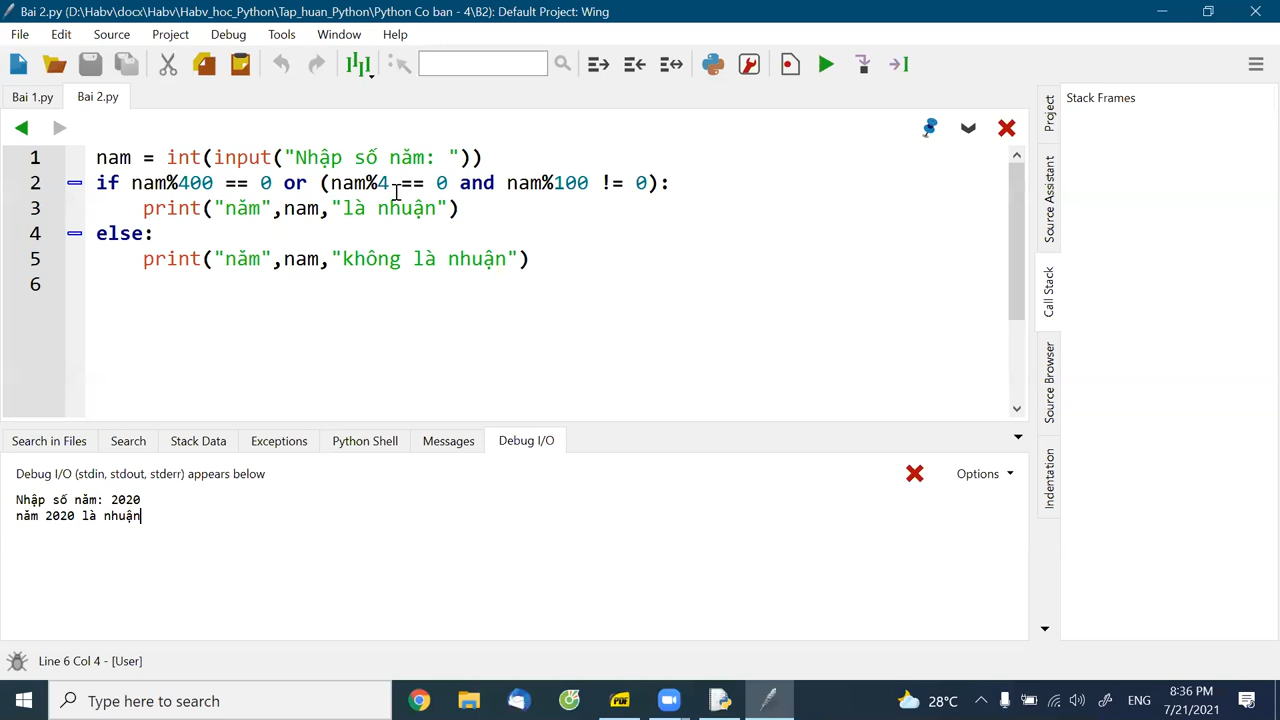 Bai 2.py (D:\Habv\docx\Habv_hoc_Python\Tap_huan_Python\Python Co ban - 4\B2): Default Project: Wing
File Edit Source Project Debug Tools Window Help
Bai 1.py Bai 2.py
Stack Frames
1 nam = int(input("Nhập số năm: "))
2 if nam%400 == 0 or (nam%4 == 0 and nam%100 != 0):
3 print("năm",nam,"là nhuận")
4 else:
5 print("năm",nam,"không là nhuận")
6
Project
Source Assistant
Call Stack
Source Browser
Indentation
Search in Files Search Stack Data Exceptions Python Shell Messages Debug I/O
Debug I/O (stdin, stdout, stderr) appears below
Options
Nhập số năm: 2020
năm 2020 là nhuận
Line 6 Col 4 - [User]
Type here to search
PDF
28°C
ENG
8:36 PM
7/21/2021